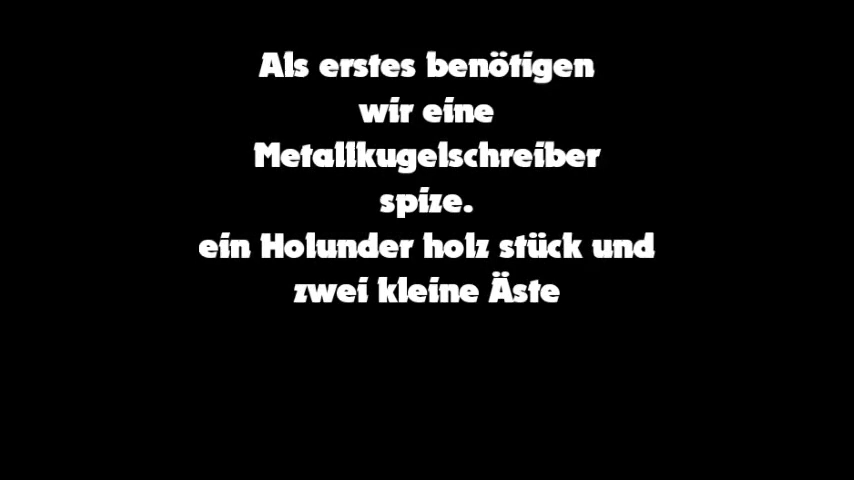 Als erstes benötigen
wir eine
Metallkugelschreiber
spize.
ein Holunder holz stück und
zwei kleine Äste